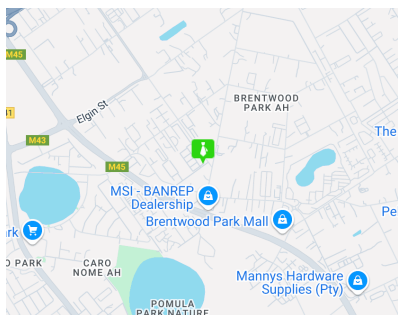 M45
Elgin St
BRENTWOOD
PARK AH
31
M43
The
M45
MSI - BANREP
Dealership
Brentwood Park Mall
Pe
ark
O PARK
CARO
NOME AH
Mannys Hardware
Supplies (Pty)
POMULA
PARK NATURE